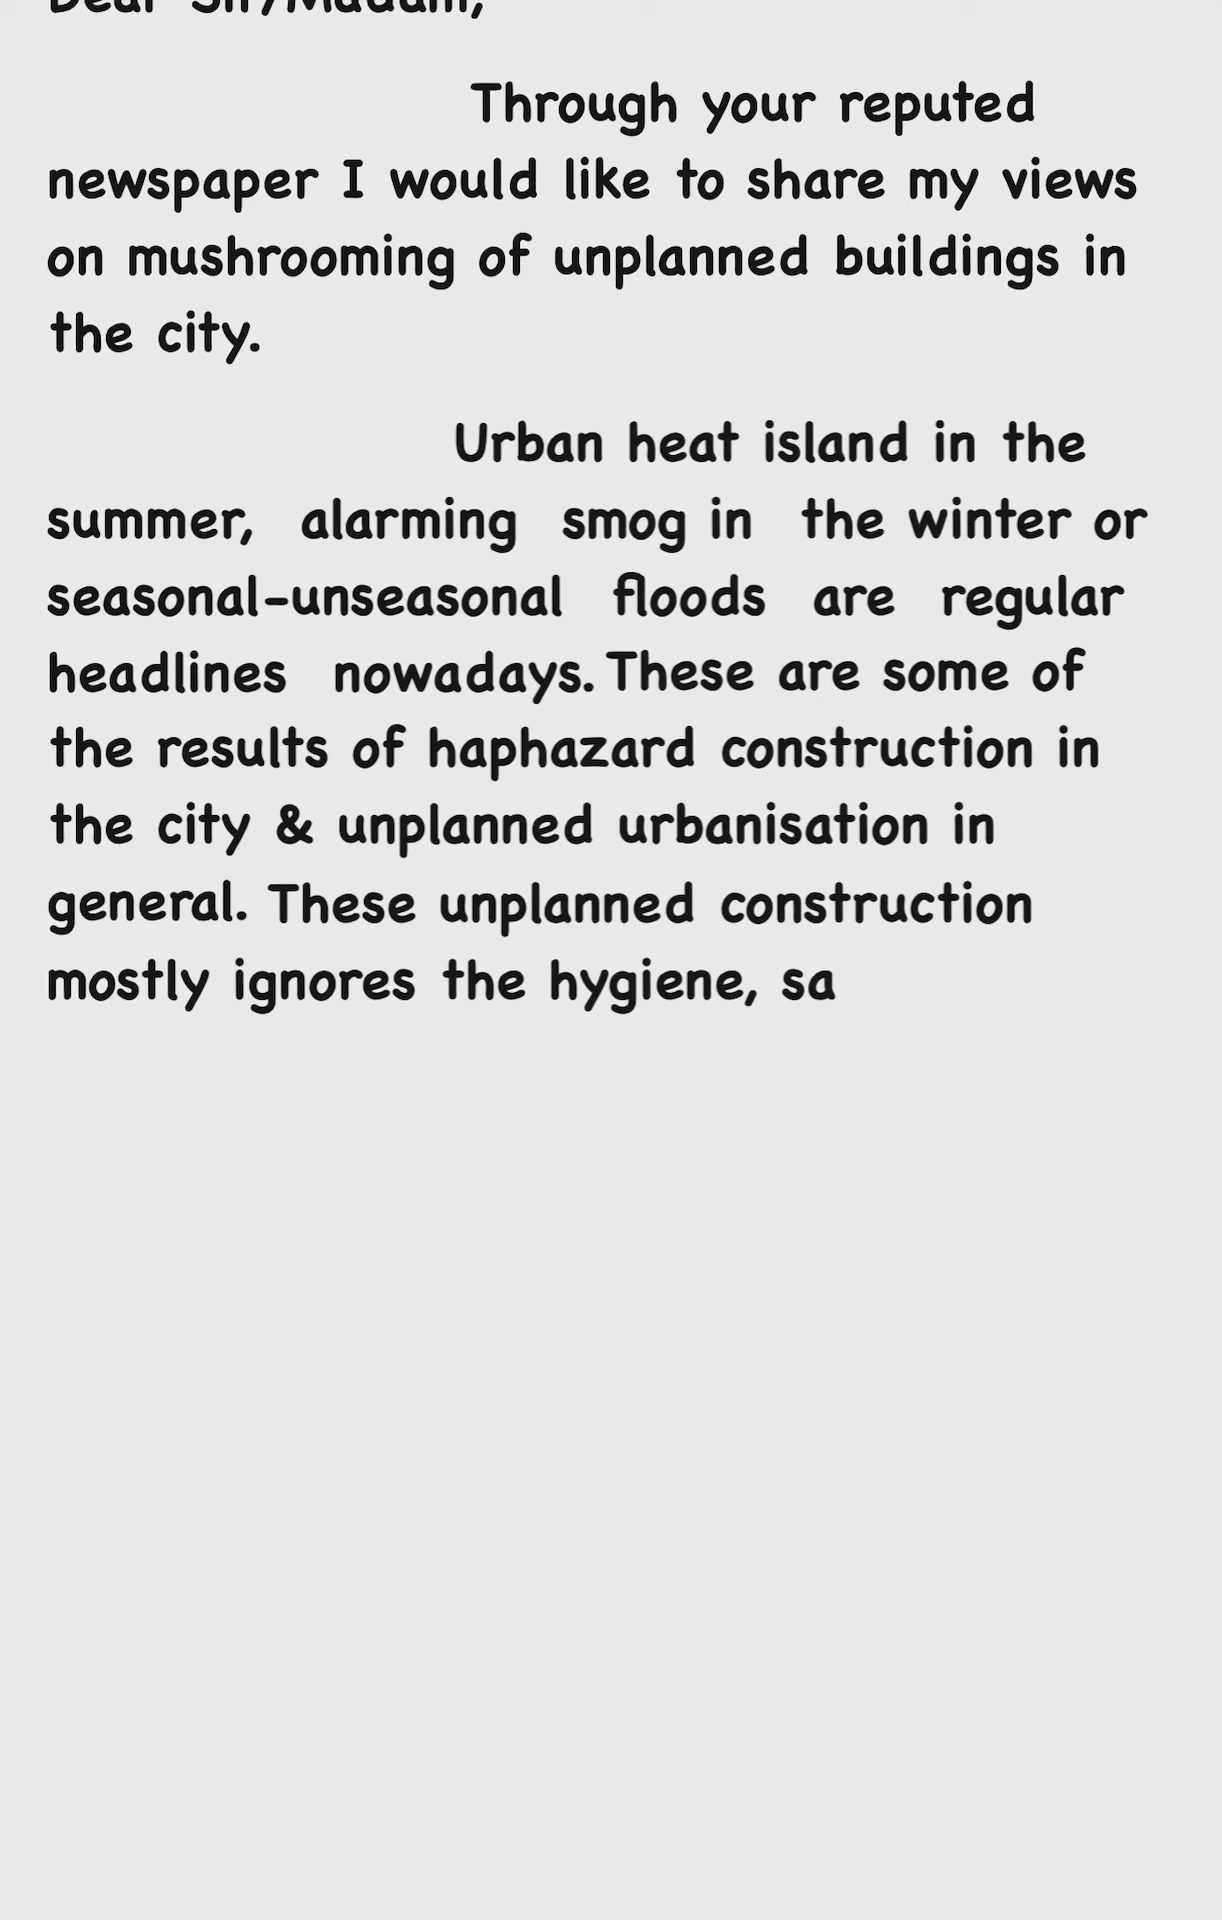 Dear Sir/Madam,
Through your reputed
newspaper I would like to share my views
on mushrooming of unplanned buildings in
the city.
Urban heat island in the
summer, alarming smog in the winter or
seasonal-unseasonal floods are regular
headlines nowadays. These are some of
the results of haphazard construction in
the city & unplanned urbanisation in
general. These unplanned construction
mostly ignores the hygiene, sa